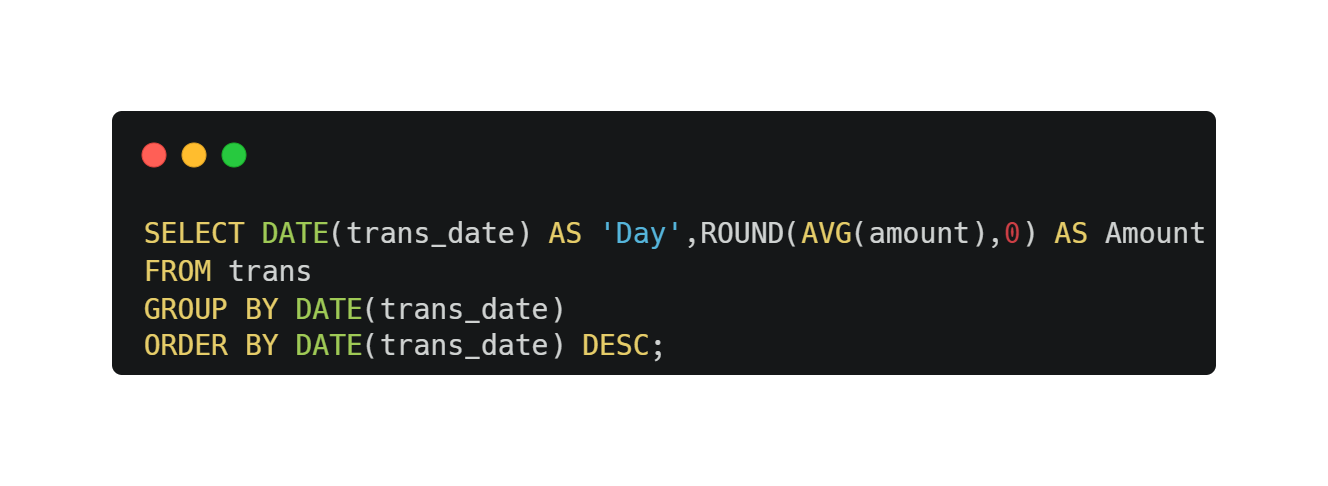 SELECT DATE(trans_date) AS 'Day',ROUND(AVG(amount),0) AS Amount
FROM trans
GROUP BY DATE(trans_date)
ORDER BY DATE(trans_date) DESC;